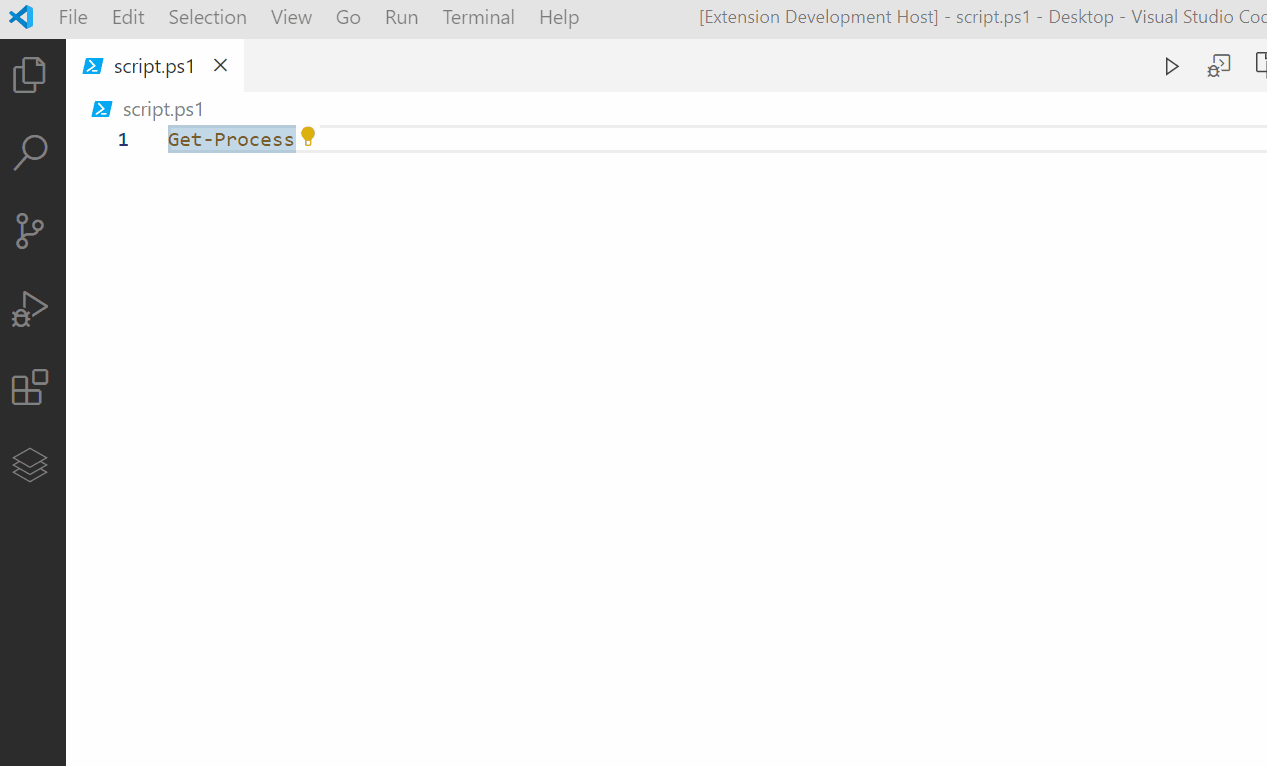 File Edit Selection View Go Run Terminal Help [Extension Development Host] - script.ps1 - Desktop - Visual Studio Coc
script.ps1
script.ps1
1 Get-Process